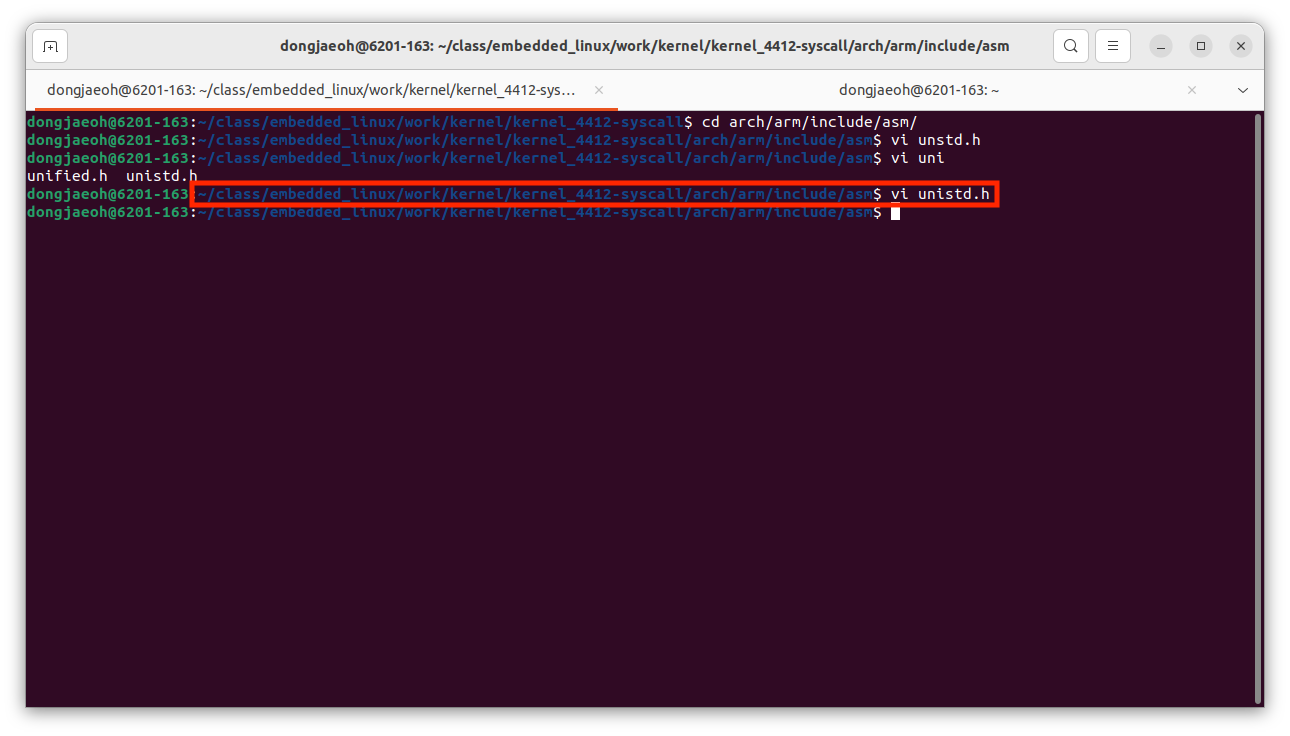 dongjaeoh@6201-163: ~/class/embedded_linux/work/kernel/kernel_4412-syscall/arch/arm/include/asm
dongjaeoh@6201-163: ~/class/embedded_linux/work/kernel/kernel_4412-sys...
dongjaeoh@6201-163: ~
dongjaeoh@6201-163:~/class/embedded_linux/work/kernel/kernel_4412-syscall$ cd arch/arm/include/asm/
dongjaeoh@6201-163:~/class/embedded_linux/work/kernel/kernel_4412-syscall/arch/arm/include/asm$ vi unstd.h
dongjaeoh@6201-163:~/class/embedded_linux/work/kernel/kernel_4412-syscall/arch/arm/include/asm$ vi uni
unified.h  unistd.h
dongjaeoh@6201-163:~/class/embedded_linux/work/kernel/kernel_4412-syscall/arch/arm/include/asm$ vi unistd.h
dongjaeoh@6201-163:~/class/embedded_linux/work/kernel/kernel_4412-syscall/arch/arm/include/asm$